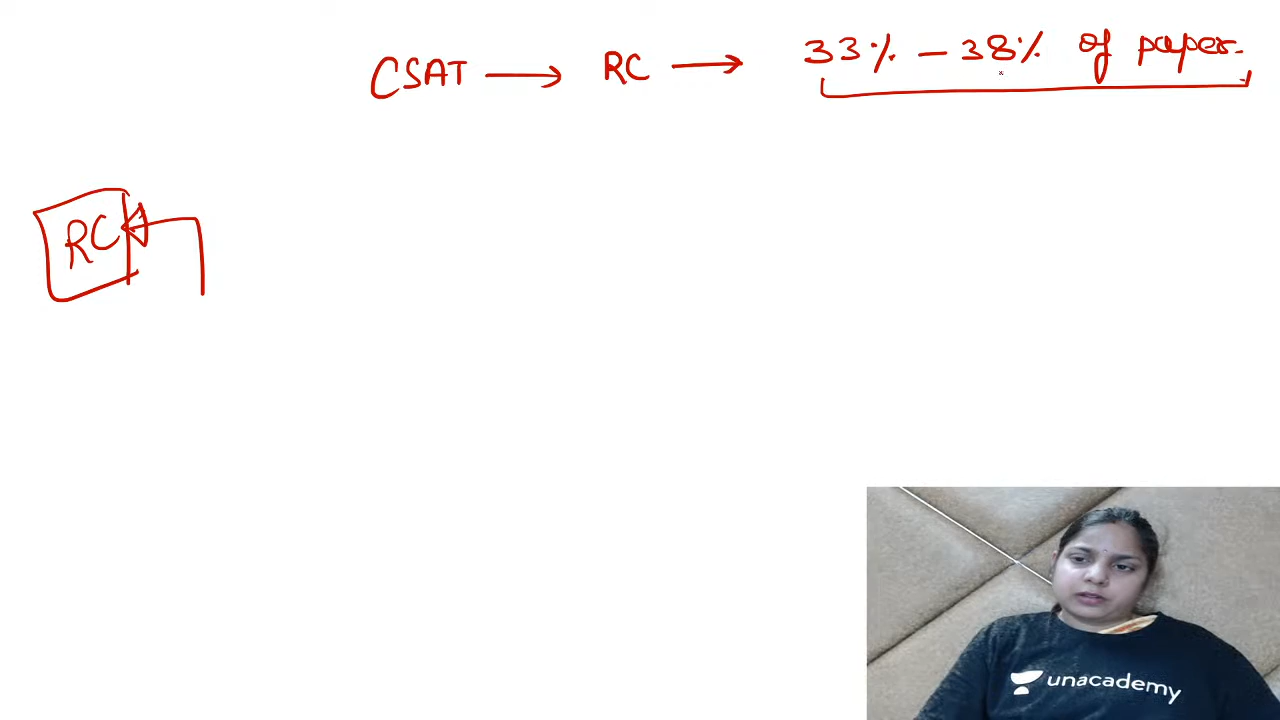 CSAT → RC → 33% - 38% of paper.
RC
unacademy